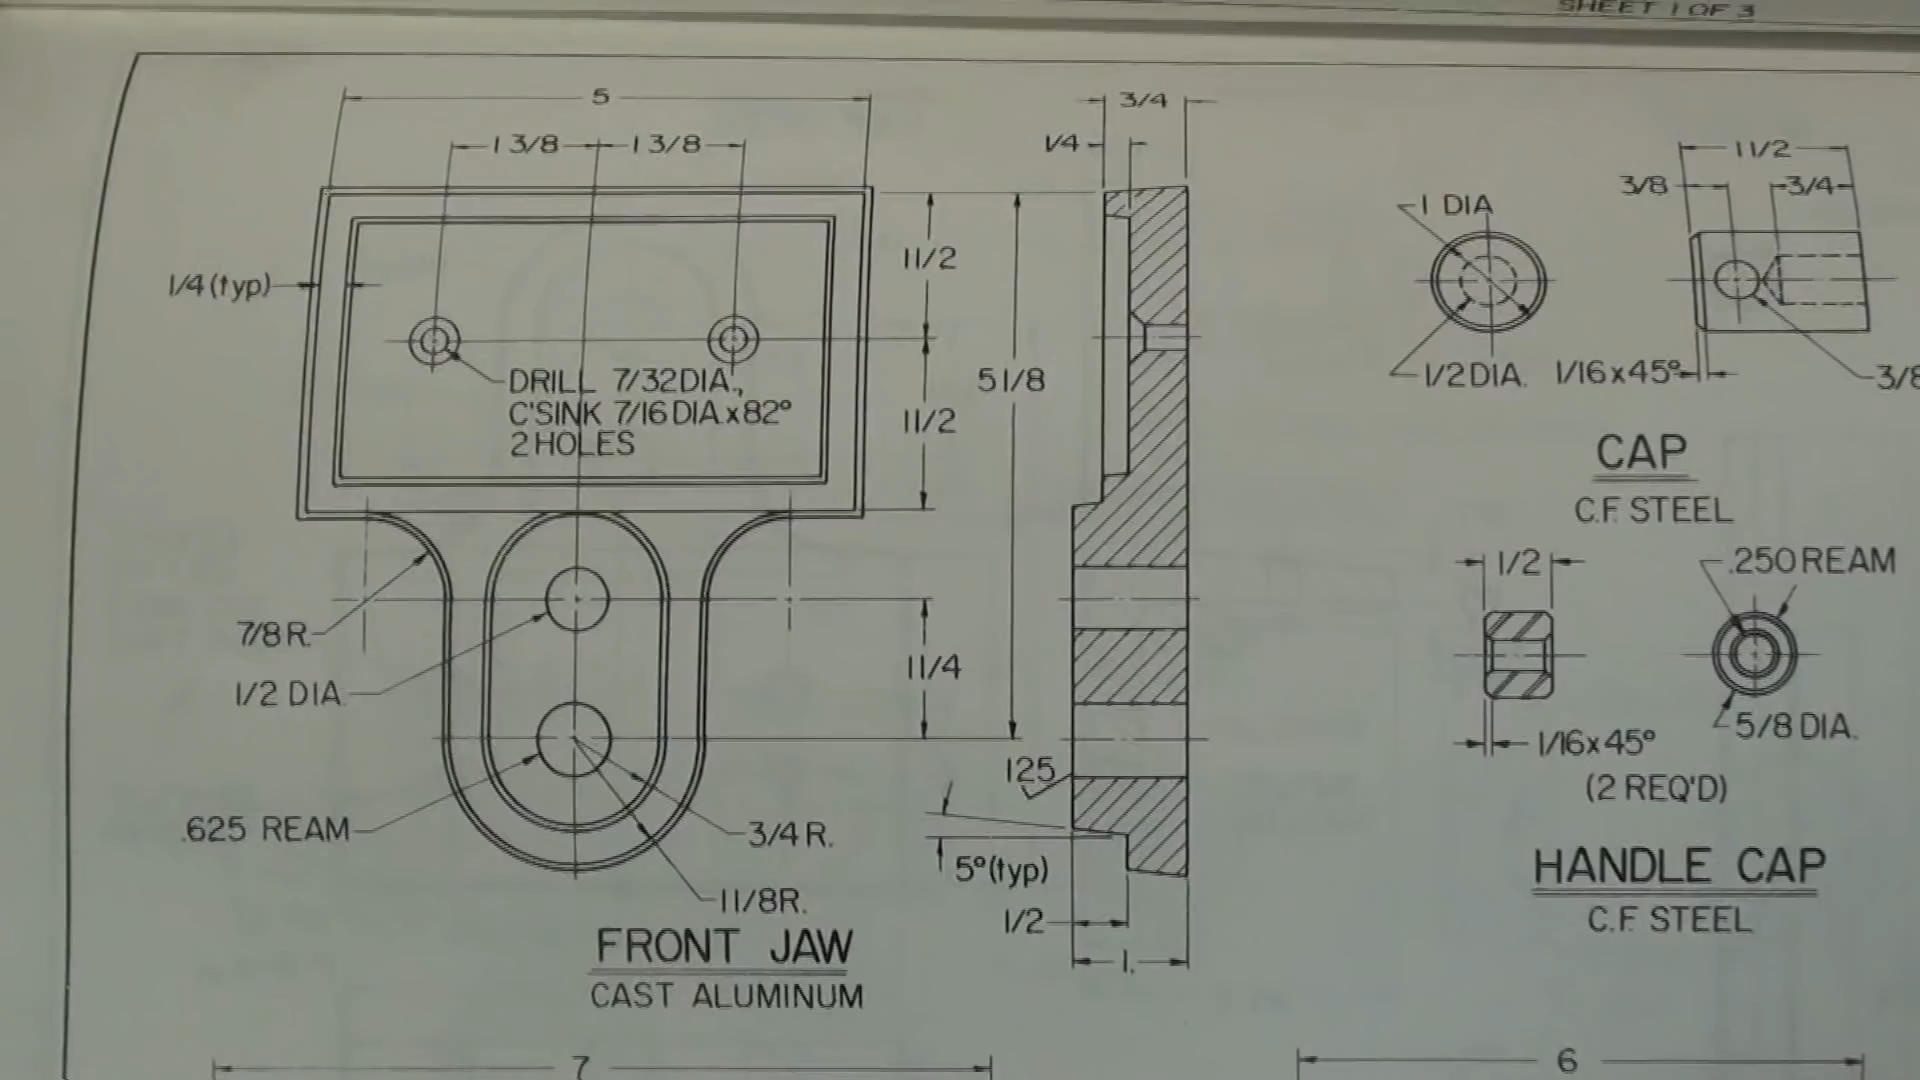 SHEET 1 OF 3
5
1 3/8
1 3/8
1/4 (typ)
DRILL 7/32 DIA.,
C'SINK 7/16 DIA. x 82°
2 HOLES
1 1/2
1 1/2
5 1/8
1 1/4
7/8 R.
1/2 DIA.
.625 REAM
3/4 R.
1 1/8 R.
FRONT JAW
CAST ALUMINUM
3/4
1/4
125
5° (typ)
1/2
1
1 DIA
1/2 DIA.
1 1/2
3/8
3/4
1/16 x 45°
CAP
C.F. STEEL
1/2
.250 REAM
5/8 DIA.
1/16 x 45°
(2 REQ'D)
HANDLE CAP
C.F. STEEL
7
6